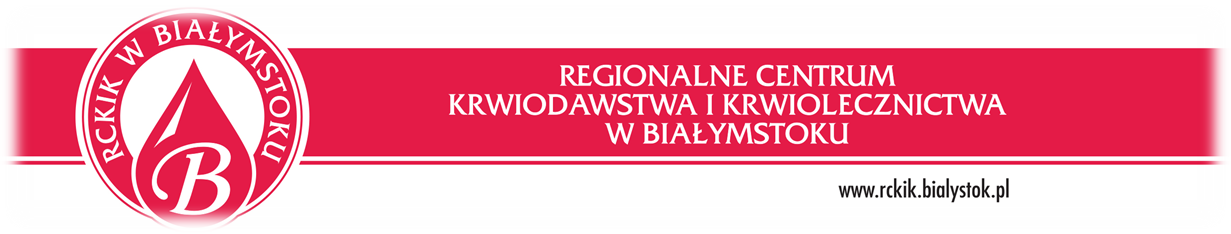 RCKIK W BIAŁYMSTOKU
B
REGIONALNE CENTRUM
KRWIODAWSTWA I KRWIOLECZNICTWA
W BIAŁYMSTOKU
www.rckik.bialystok.pl